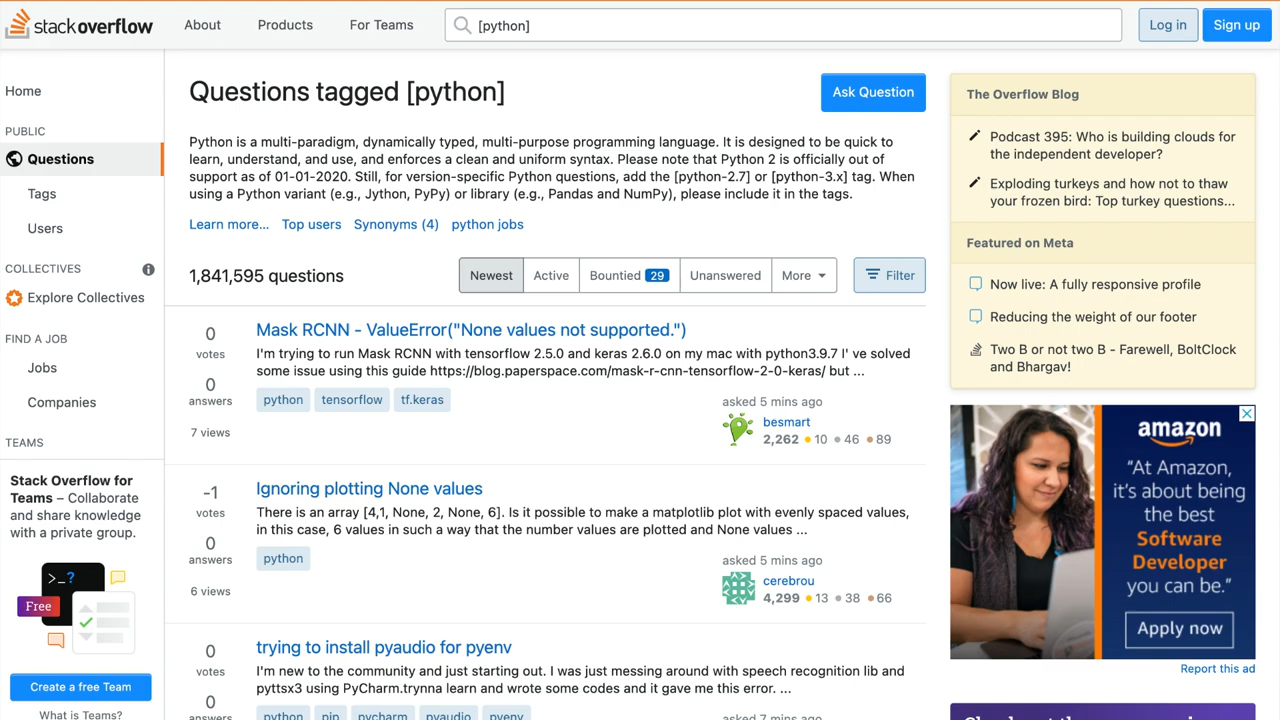 stack overflow
About
Products
For Teams
[python]
Log in
Sign up
Home
PUBLIC
Questions
Tags
Users
COLLECTIVES
Explore Collectives
FIND A JOB
Jobs
Companies
TEAMS
Stack Overflow for
Teams – Collaborate
and share knowledge
with a private group.
>_?
Free
Create a free Team
What is Teams?
Questions tagged [python]
Ask Question
Python is a multi-paradigm, dynamically typed, multi-purpose programming language. It is designed to be quick to
learn, understand, and use, and enforces a clean and uniform syntax. Please note that Python 2 is officially out of
support as of 01-01-2020. Still, for version-specific Python questions, add the [python-2.7] or [python-3.x] tag. When
using a Python variant (e.g., Jython, PyPy) or library (e.g., Pandas and NumPy), please include it in the tags.
Learn more... Top users Synonyms (4) python jobs
1,841,595 questions
Newest
Active
Bountied 29
Unanswered
More
Filter
0
votes
0
answers
7 views
Mask RCNN - ValueError("None values not supported.")
I'm trying to run Mask RCNN with tensorflow 2.5.0 and keras 2.6.0 on my mac with python3.9.7 I' ve solved
some issue using this guide https://blog.paperspace.com/mask-r-cnn-tensorflow-2-0-keras/ but ...
python tensorflow tf.keras
asked 5 mins ago
besmart
2,262 10 46 89
-1
votes
0
answers
6 views
Ignoring plotting None values
There is an array [4,1, None, 2, None, 6]. Is it possible to make a matplotlib plot with evenly spaced values,
in this case, 6 values in such a way that the number values are plotted and None values ...
python
asked 5 mins ago
cerebrou
4,299 13 38 66
0
votes
0
answers
trying to install pyaudio for pyenv
I'm new to the community and just starting out. I was just messing around with speech recognition lib and
pyttsx3 using PyCharm.trynna learn and wrote some codes and it gave me this error. ...
python pip pycharm pyaudio pyenv
asked 7 mins ago
The Overflow Blog
Podcast 395: Who is building clouds for
the independent developer?
Exploding turkeys and how not to thaw
your frozen bird: Top turkey questions...
Featured on Meta
Now live: A fully responsive profile
Reducing the weight of our footer
Two B or not two B - Farewell, BoltClock
and Bhargav!
amazon
“At Amazon,
it's about being
the best
Software
Developer
you can be.”
Apply now
Report this ad